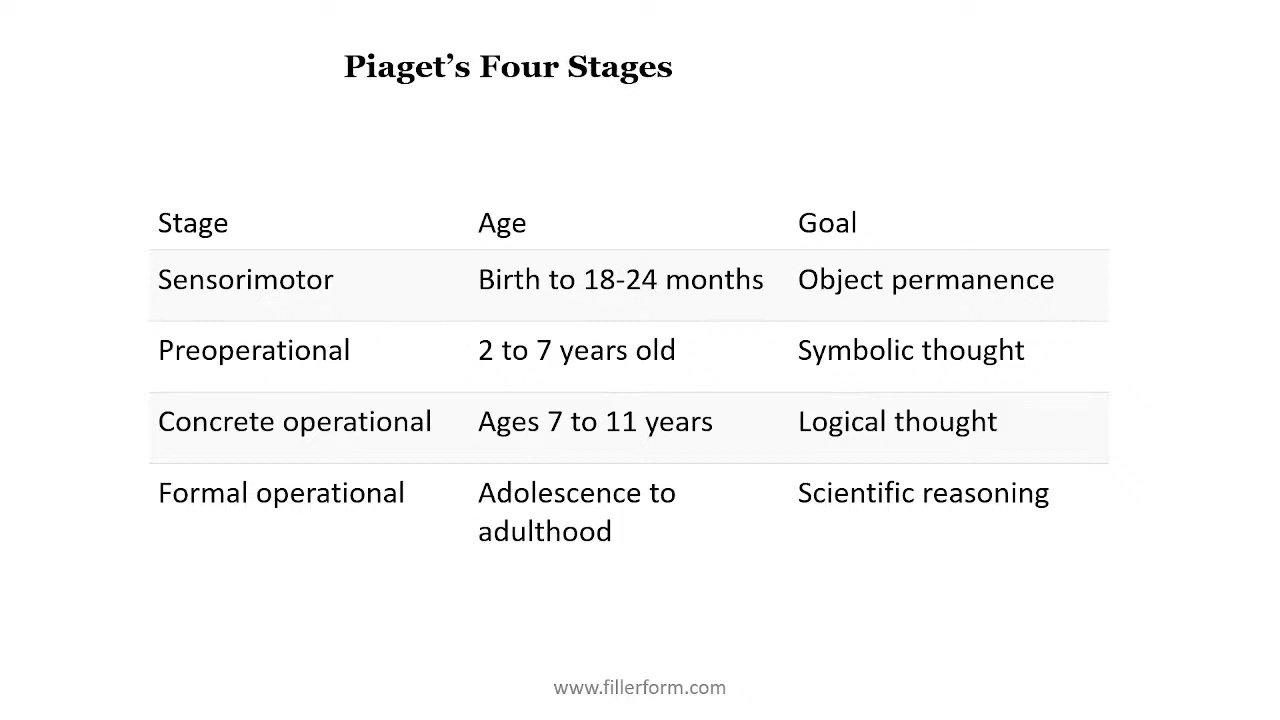 Piaget’s Four Stages
Stage Age Goal
Sensorimotor Birth to 18-24 months Object permanence
Preoperational 2 to 7 years old Symbolic thought
Concrete operational Ages 7 to 11 years Logical thought
Formal operational Adolescence to Scientific reasoning
adulthood
www.fillerform.com